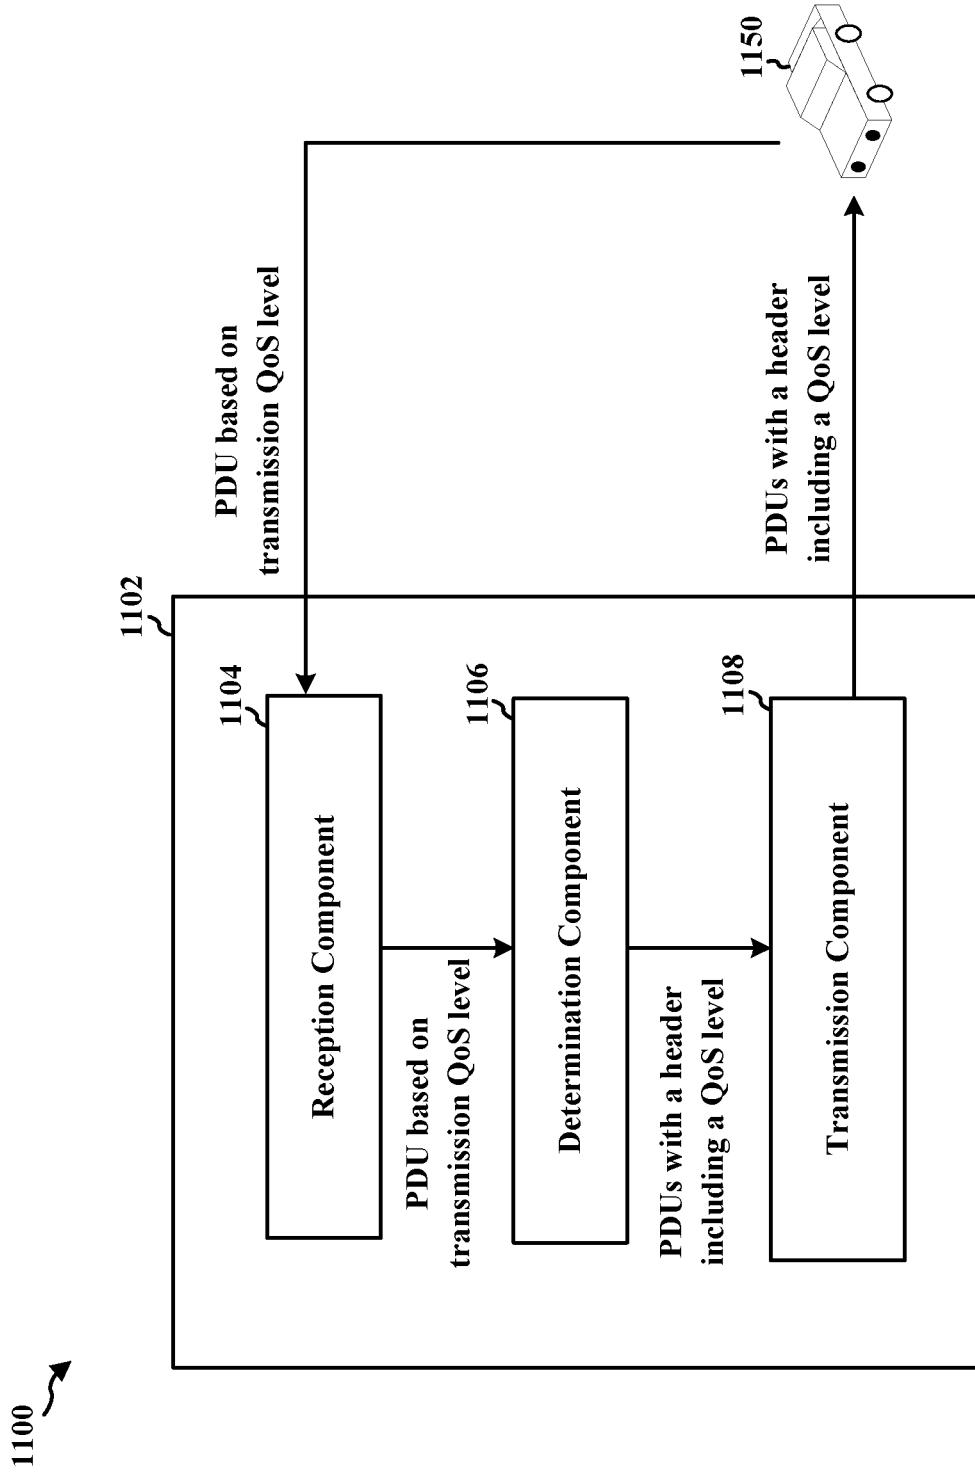 1100
1102
1104
Reception Component
PDU based on
transmission QoS level
PDU based on
transmission QoS level
1106
Determination Component
PDUs with a header
including a QoS level
1108
Transmission Component
PDUs with a header
including a QoS level
1150